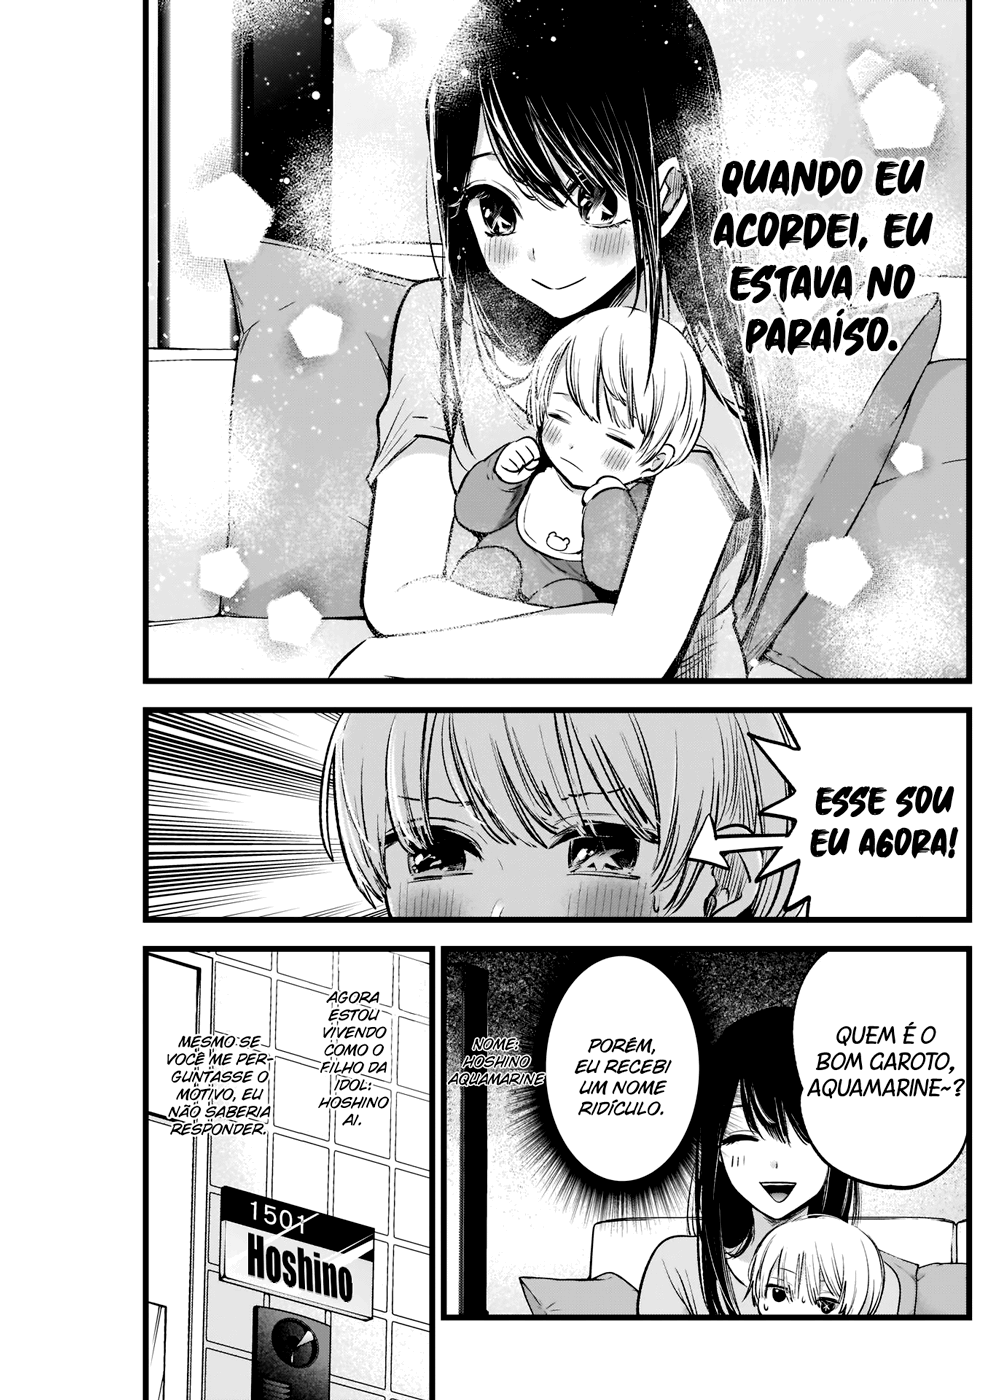 QUANDO EU
ACORDEI, EU
ESTAVA NO
PARAÍSO.
ESSE SOU
EU AGORA!
QUEM É O
BOM GAROTO,
AQUAMARINE~?
PORÉM,
EU RECEBI
UM NOME
RIDÍCULO.
NOME:
HOSHINO
AQUAMARINE
AGORA
ESTOU
VIVENDO
COMO O
FILHO DA
IDOL:
HOSHINO
AI.
MESMO SE
VOCÊ ME PER-
GUNTASSE O
MOTIVO, EU
NÃO SABERIA
RESPONDER.
1501
Hoshino